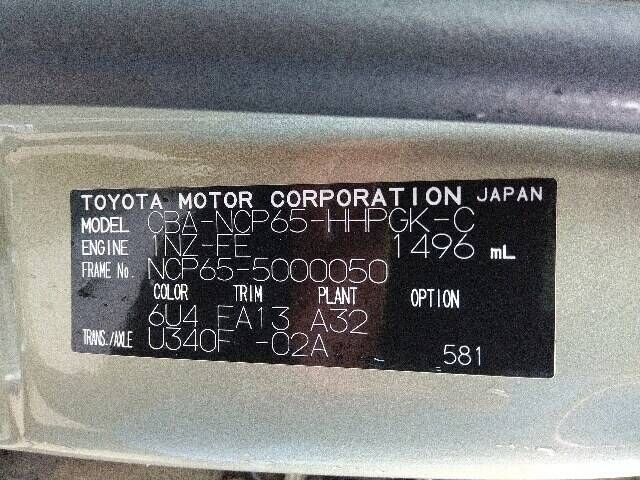 TOYOTA MOTOR CORPORATION JAPAN
MODEL CBA-NCP65-HHPGK-C
ENGINE 1NZ-FE 1496 mL
FRAME No. NCP65-5000050
COLOR TRIM PLANT OPTION
6U4 FA13 A32
TRANS./AXLE U340F -02A
581